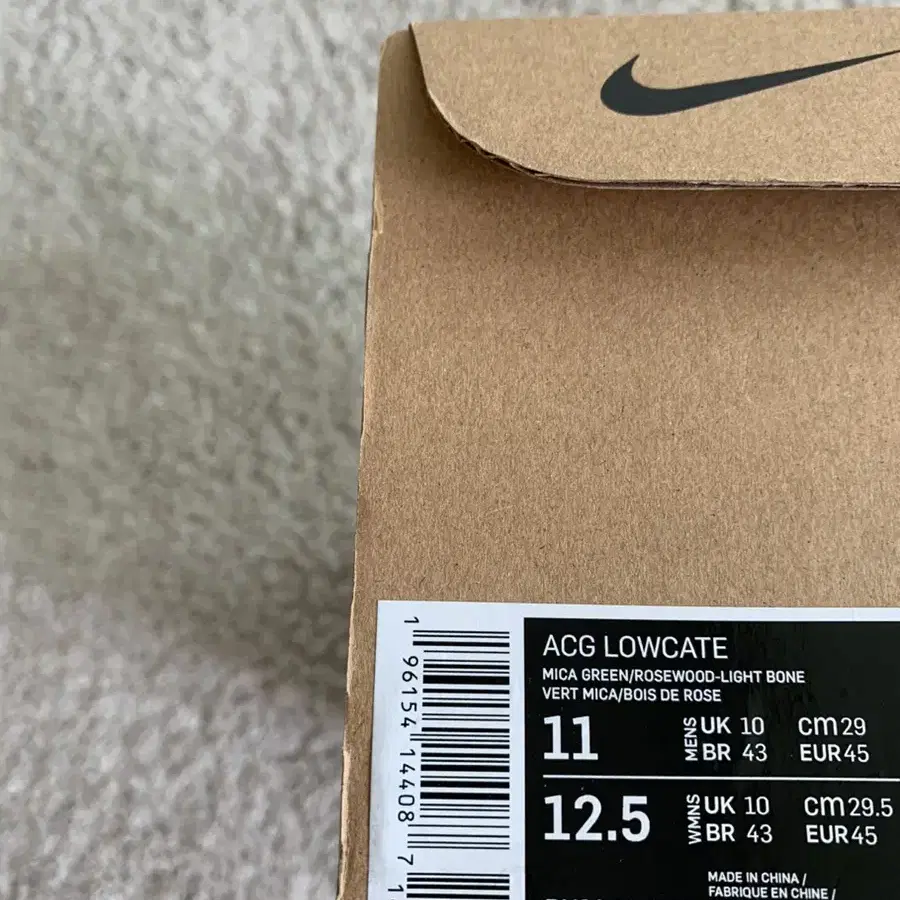 ACG LOWCATE
MICA GREEN/ROSEWOOD-LIGHT BONE
VERT MICA/BOIS DE ROSE
11 MENS UK 10 CM 29
BR 43 EUR 45
12.5 WMNS UK 10 CM 29.5
BR 43 EUR 45
MADE IN CHINA /
FABRIQUE EN CHINE /
1 96154 14408 7